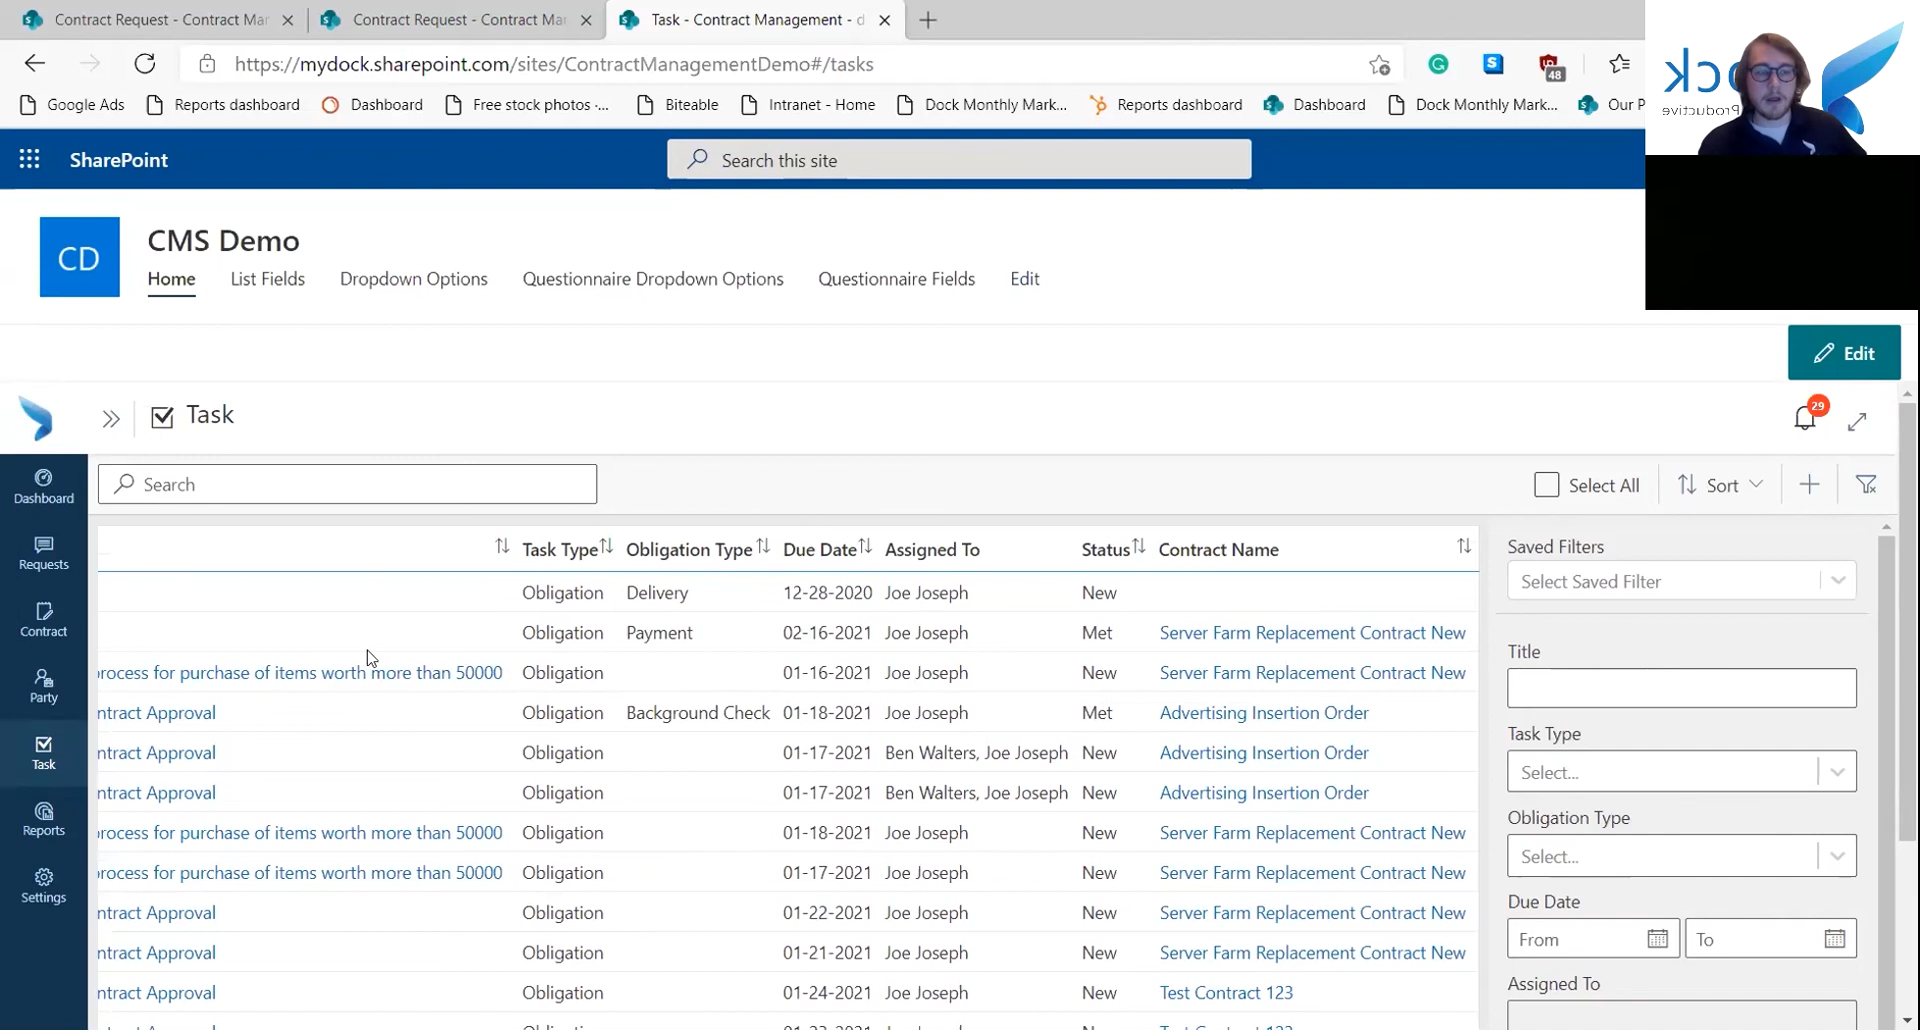 Contract Request - Contract Mar
Contract Request - Contract Ma
Task - Contract Management - d
https://mydock.sharepoint.com/sites/ContractManagementDemo#/tasks
48
Google Ads
Reports dashboard
Dashboard
Free stock photos -...
Biteable
Intranet - Home
Dock Monthly Mark...
Reports dashboard
Dashboard
Dock Monthly Mark...
Our P
SharePoint
Search this site
CD
CMS Demo
Home List Fields Dropdown Options Questionnaire Dropdown Options Questionnaire Fields Edit
Edit
Task
29
Search
Select All
Sort
Dashboard
Requests
Contract
Party
Task
Reports
Settings
Task Type Obligation Type Due Date Assigned To Status Contract Name
Obligation Delivery 12-28-2020 Joe Joseph New
Obligation Payment 02-16-2021 Joe Joseph Met Server Farm Replacement Contract New
process for purchase of items worth more than 50000 Obligation 01-16-2021 Joe Joseph New Server Farm Replacement Contract New
ntract Approval Obligation Background Check 01-18-2021 Joe Joseph Met Advertising Insertion Order
ntract Approval Obligation 01-17-2021 Ben Walters, Joe Joseph New Advertising Insertion Order
ntract Approval Obligation 01-17-2021 Ben Walters, Joe Joseph New Advertising Insertion Order
process for purchase of items worth more than 50000 Obligation 01-18-2021 Joe Joseph New Server Farm Replacement Contract New
process for purchase of items worth more than 50000 Obligation 01-17-2021 Joe Joseph New Server Farm Replacement Contract New
ntract Approval Obligation 01-22-2021 Joe Joseph New Server Farm Replacement Contract New
ntract Approval Obligation 01-21-2021 Joe Joseph New Server Farm Replacement Contract New
ntract Approval Obligation 01-24-2021 Joe Joseph New Test Contract 123
Saved Filters
Select Saved Filter
Title
Task Type
Select...
Obligation Type
Select...
Due Date
From
To
Assigned To